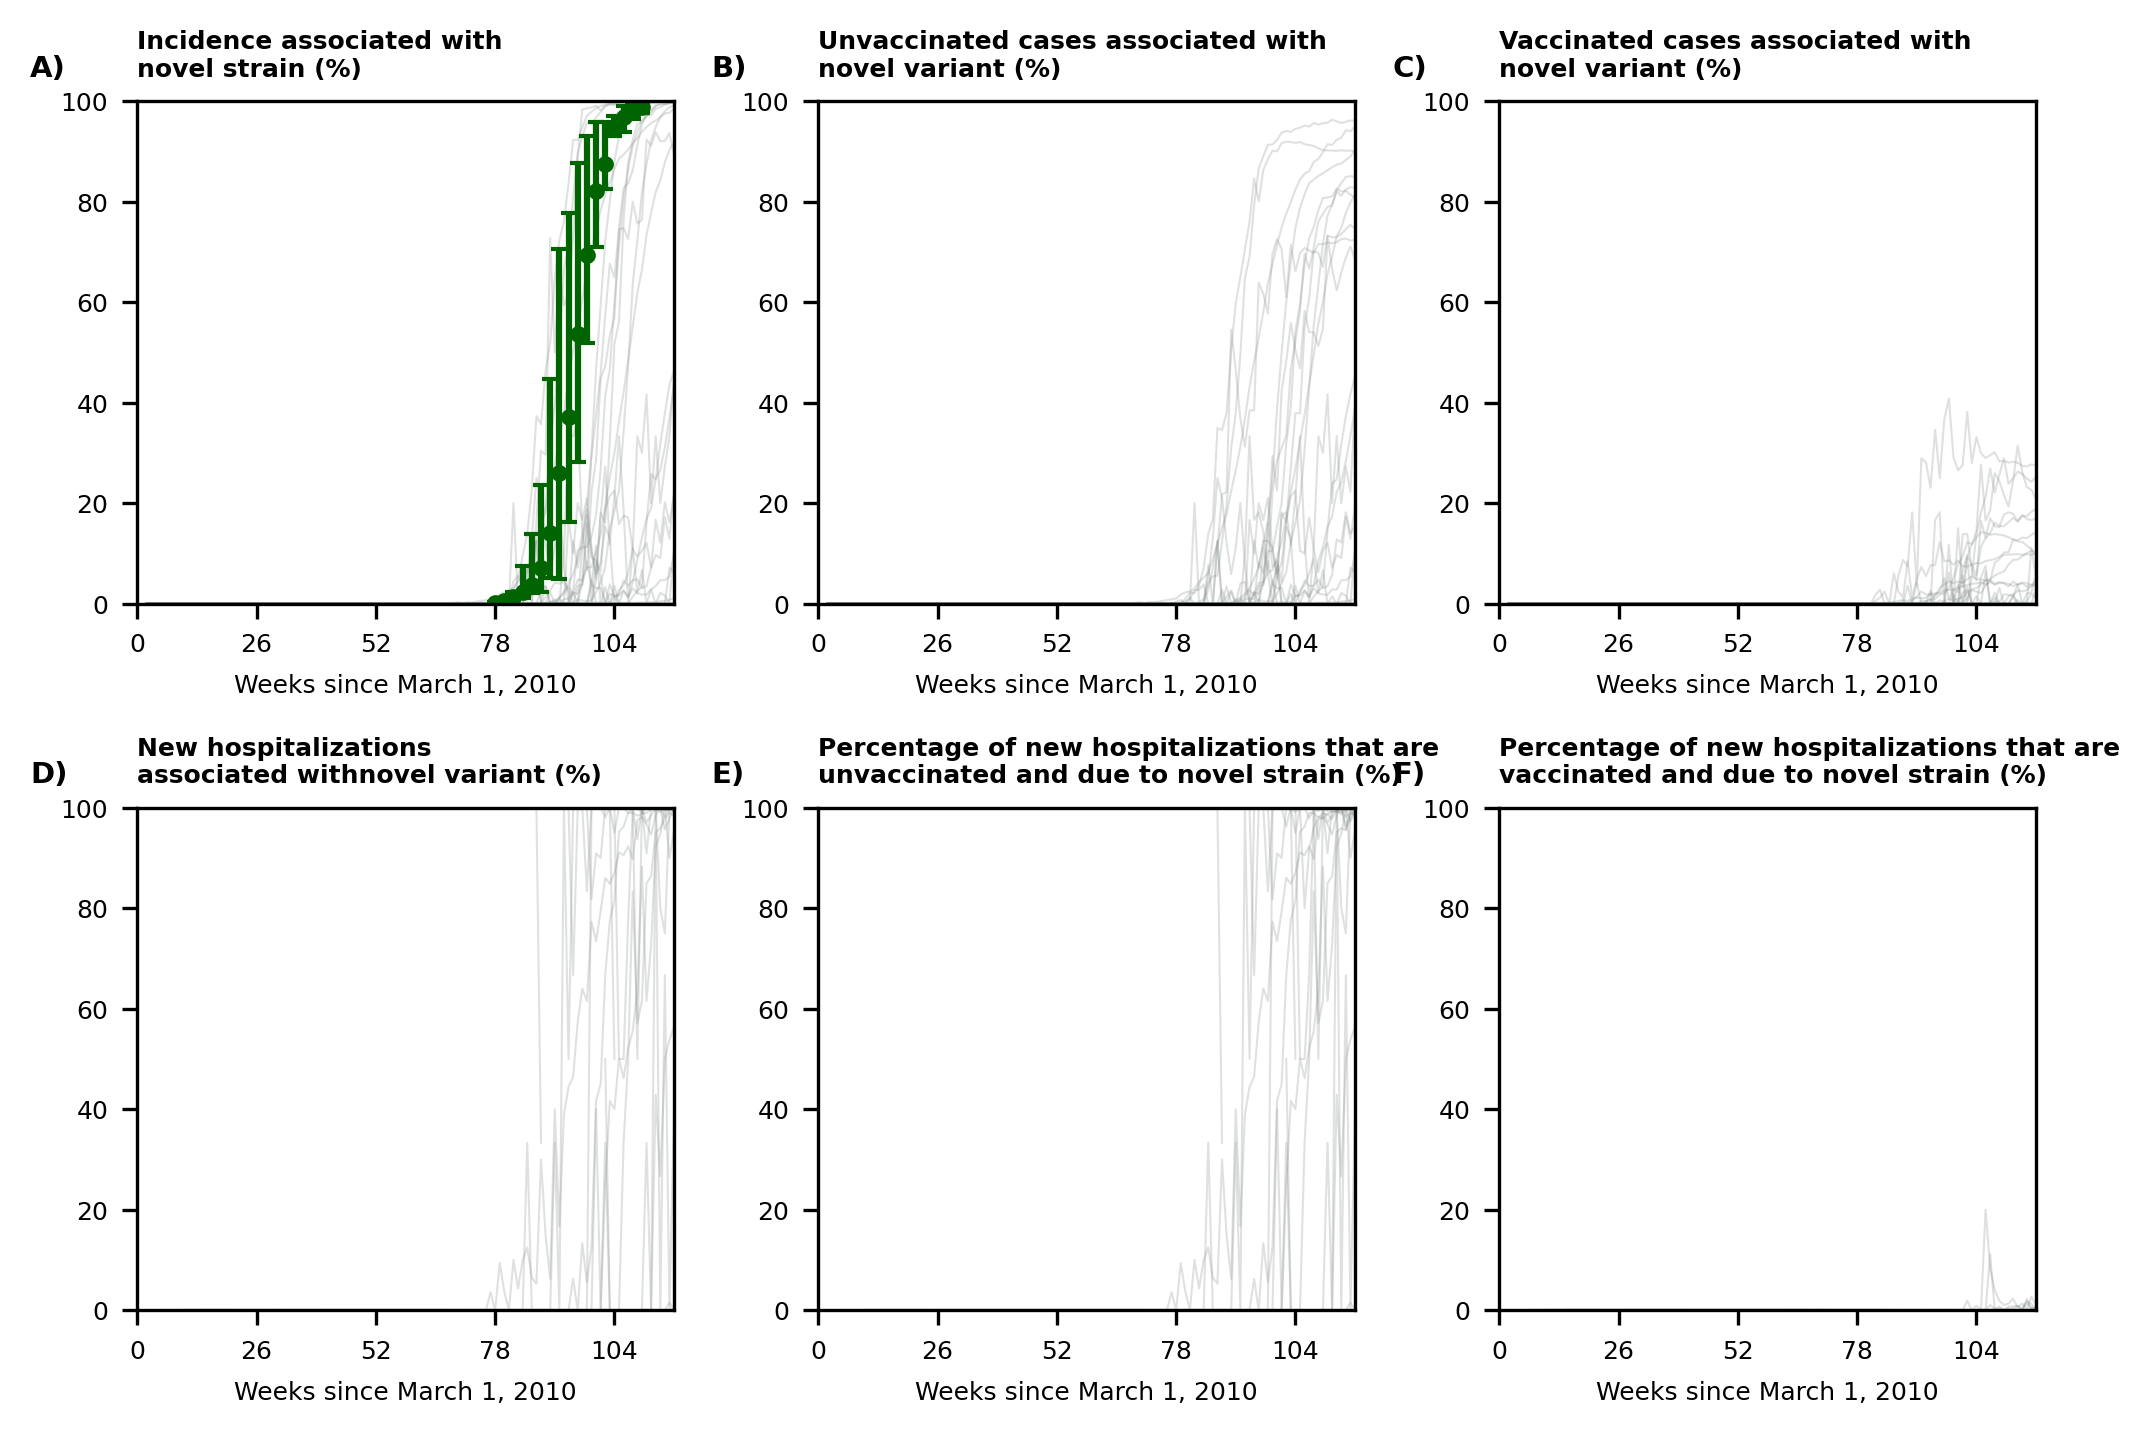 A)
Incidence associated with
novel strain (%)
100
80
60
40
20
0
0 26 52 78 104
Weeks since March 1, 2010
B)
Unvaccinated cases associated with
novel variant (%)
100
80
60
40
20
0
0 26 52 78 104
Weeks since March 1, 2010
C)
Vaccinated cases associated with
novel variant (%)
100
80
60
40
20
0
0 26 52 78 104
Weeks since March 1, 2010
D)
New hospitalizations
associated withnovel variant (%)
100
80
60
40
20
0
0 26 52 78 104
Weeks since March 1, 2010
E)
Percentage of new hospitalizations that are
unvaccinated and due to novel strain (%)
100
80
60
40
20
0
0 26 52 78 104
Weeks since March 1, 2010
F)
Percentage of new hospitalizations that are
vaccinated and due to novel strain (%)
100
80
60
40
20
0
0 26 52 78 104
Weeks since March 1, 2010